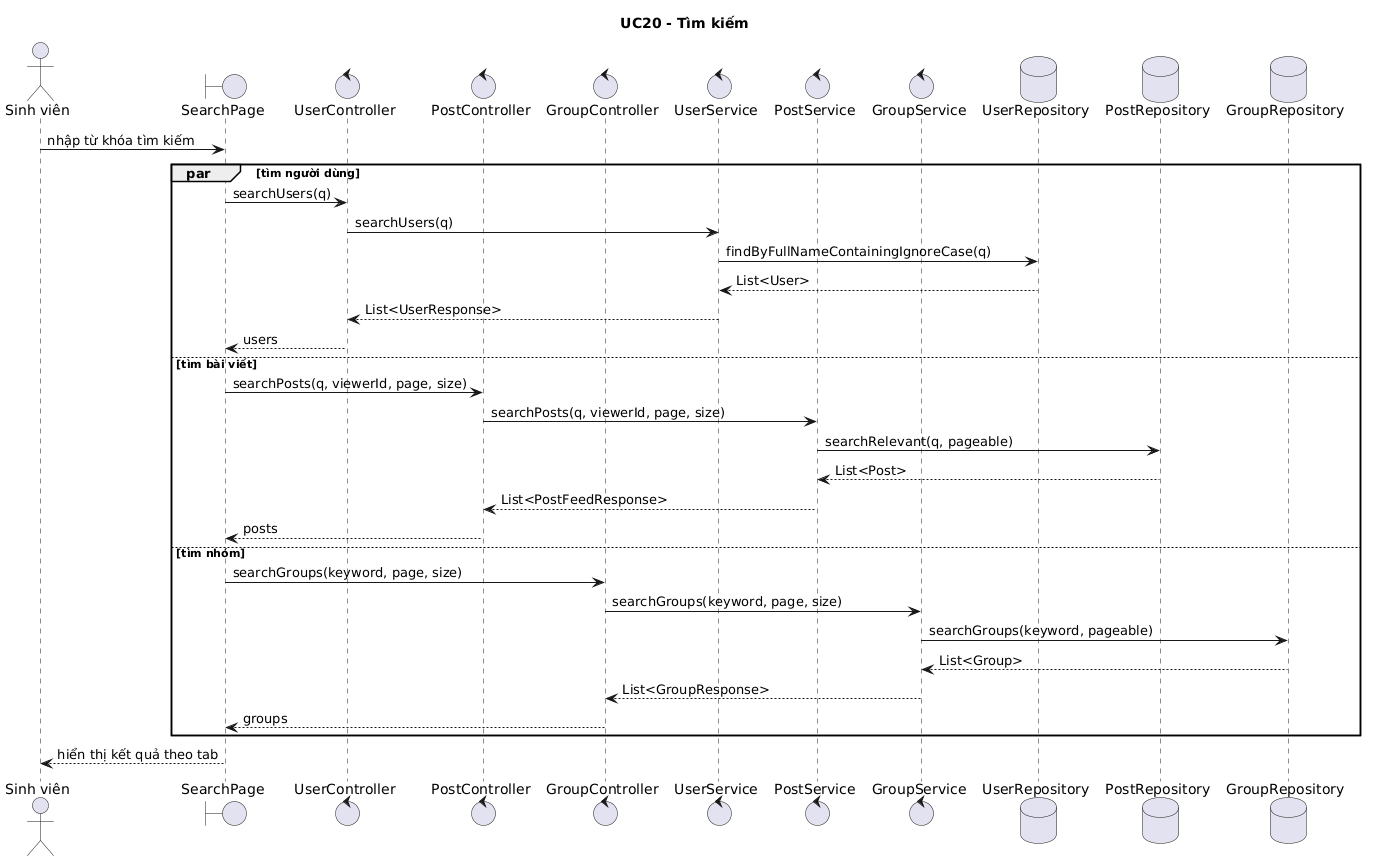 UC20 - Tìm kiếm
Sinh viên SearchPage UserController PostController GroupController UserService PostService GroupService UserRepository PostRepository GroupRepository
nhập từ khóa tìm kiếm
par [tìm người dùng]
searchUsers(q)
searchUsers(q)
findByFullNameContainingIgnoreCase(q)
List<User>
List<UserResponse>
users
[tìm bài viết]
searchPosts(q, viewerId, page, size)
searchPosts(q, viewerId, page, size)
searchRelevant(q, pageable)
List<Post>
List<PostFeedResponse>
posts
[tìm nhóm]
searchGroups(keyword, page, size)
searchGroups(keyword, page, size)
searchGroups(keyword, pageable)
List<Group>
List<GroupResponse>
groups
hiển thị kết quả theo tab
Sinh viên SearchPage UserController PostController GroupController UserService PostService GroupService UserRepository PostRepository GroupRepository